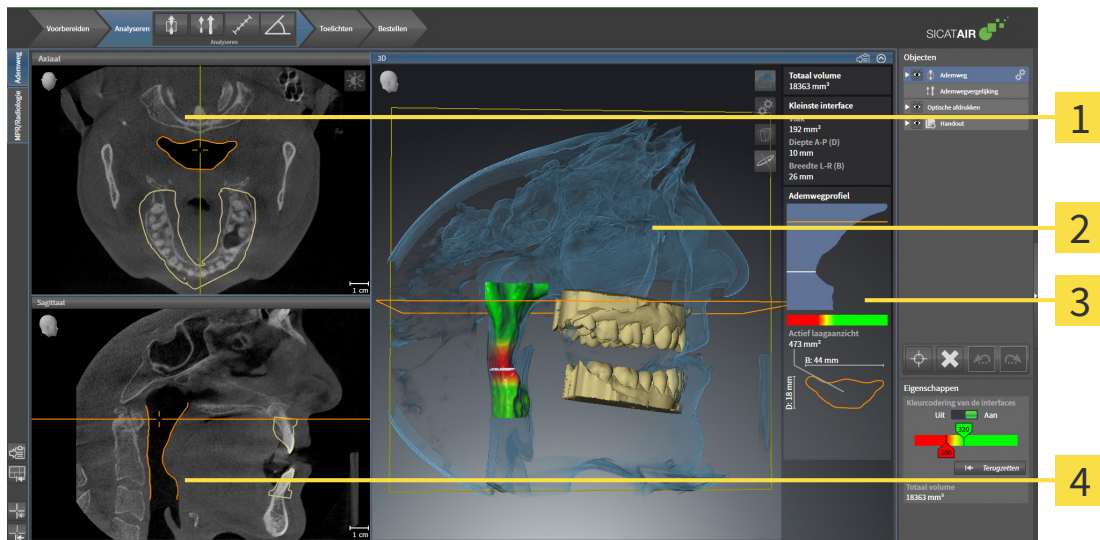 Voorbereiden
Analyseren
Analyseren
Toelichten
Bestellen
SICATAIR
Ademweg
MPR/Radiologie
Axiaal
1 cm
Sagittaal
1 cm
3D
Totaal volume
18363 mm³
Kleinste interface
Vlak
192 mm²
Diepte A-P (D)
10 mm
Breedte L-R (B)
26 mm
Ademwegprofiel
Actief laagaanzicht
473 mm²
B: 44 mm
D: 18 mm
Objecten
Ademweg
Ademwegvergelijking
Optische afdrukken
Handout
Eigenschappen
Kleurcodering van de interfaces
Uit
Aan
320
206
Terugzetten
Totaal volume
18363 mm³
1
2
3
4